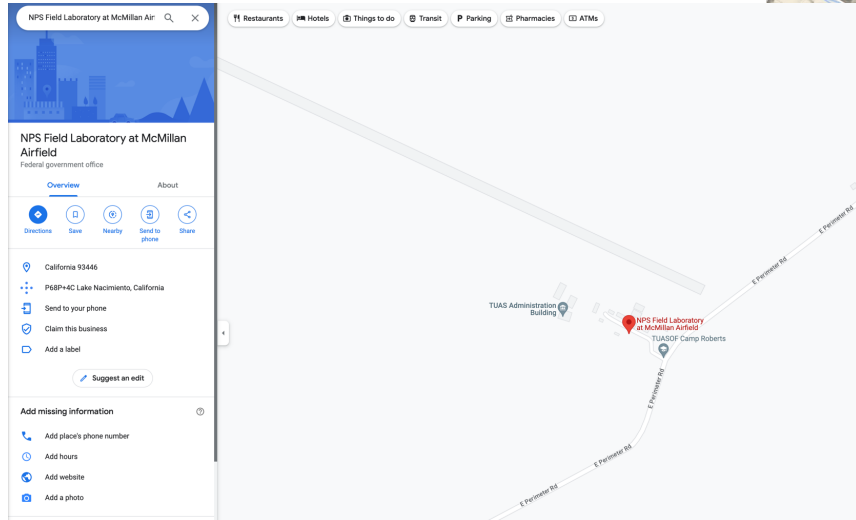 NPS Field Laboratory at McMillan Air
Restaurants
Hotels
Things to do
Transit
P Parking
Pharmacies
ATMs
NPS Field Laboratory at McMillan
Airfield
Federal government office
Overview
About
Directions
Save
Nearby
Send to
phone
Share
California 93446
P68P+4C Lake Nacimiento, California
Send to your phone
Claim this business
Add a label
Suggest an edit
Add missing information
Add place's phone number
Add hours
Add website
Add a photo
E Perimeter Rd
E Perimeter Rd
TUAS Administration
Building
NPS Field Laboratory
at McMillan Airfield
TUASOF Camp Roberts
E Perimeter Rd
E Perimeter Rd
E Perimeter Rd